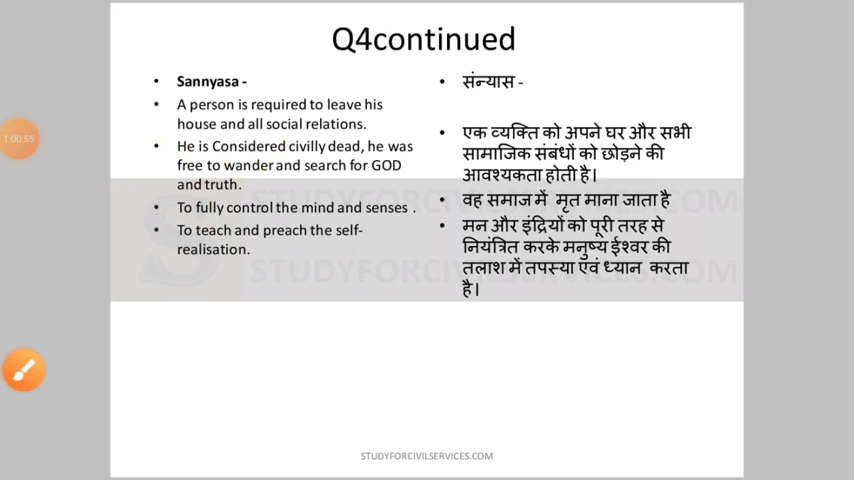 Q4continued
1:00:55
• Sannyasa -
• A person is required to leave his
house and all social relations.
• He is Considered civilly dead, he was
free to wander and search for GOD
and truth.
• To fully control the mind and senses .
• To teach and preach the self-
realisation.
• संन्यास -
• एक व्यक्ति को अपने घर और सभी
सामाजिक संबंधों को छोड़ने की
आवश्यकता होती है।
• वह समाज में मृत माना जाता है
• मन और इंद्रियों को पूरी तरह से
नियंत्रित करके मनुष्य ईश्वर की
तलाश में तपस्या एवं ध्यान करता
है।
STUDYFORCIVILSERVICES.COM
STUDYFORCIVILSERVICES.COM
STUDYFORCIVILSERVICES.COM